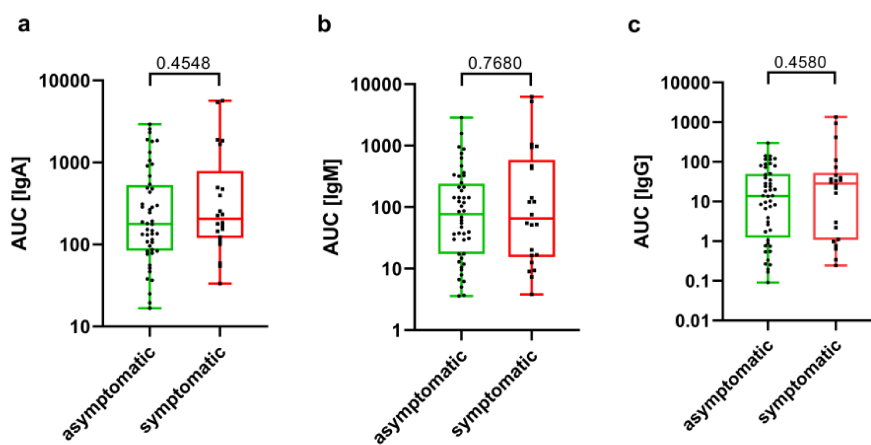 a
0.4548
10000
1000
100
10
AUC [IgA]
asymptomatic
symptomatic
b
0.7680
10000
1000
100
10
1
AUC [IgM]
asymptomatic
symptomatic
c
0.4580
10000
1000
100
10
1
0.1
0.01
AUC [IgG]
asymptomatic
symptomatic